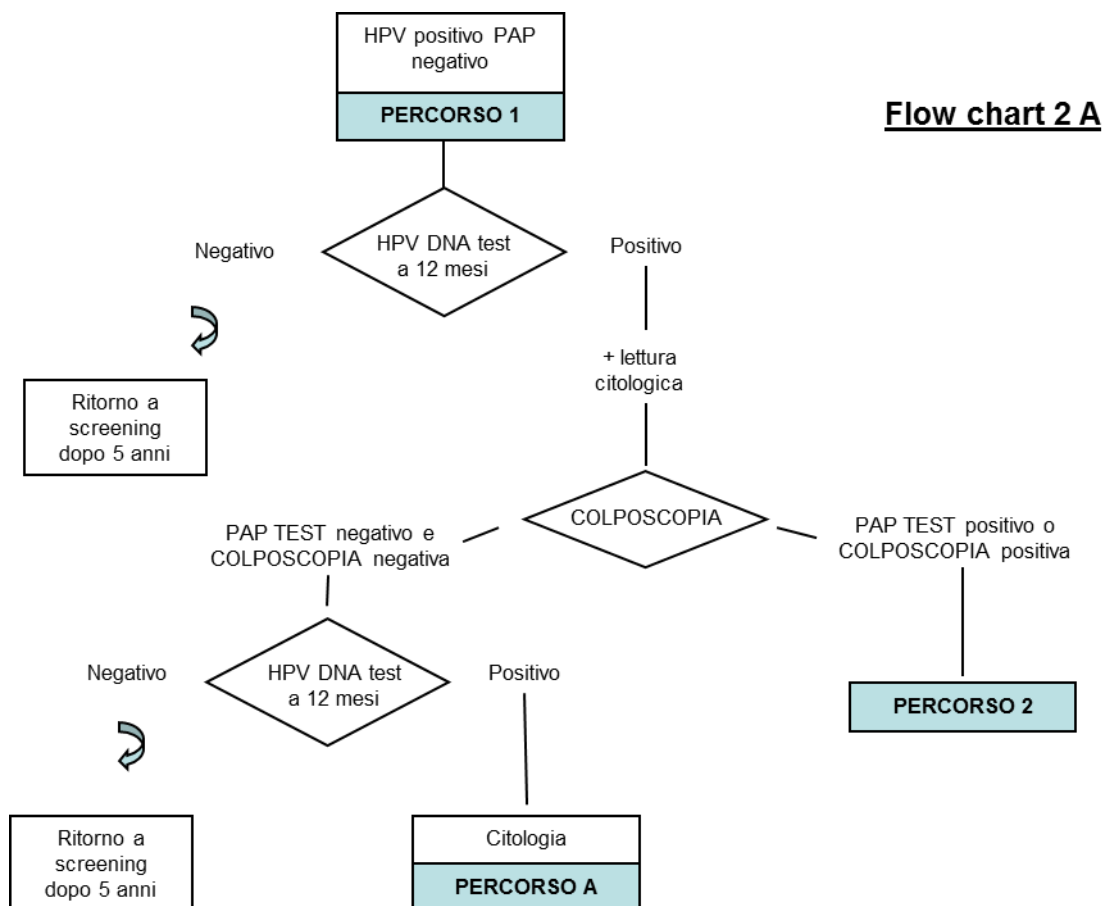 HPV positivo PAP
negativo
PERCORSO 1
Flow chart 2 A
Negativo
HPV DNA test
a 12 mesi
Positivo
+ lettura
citologica
Ritorno a
screening
dopo 5 anni
COLPOSCOPIA
PAP TEST negativo e
COLPOSCOPIA negativa
PAP TEST positivo o
COLPOSCOPIA positiva
Negativo
HPV DNA test
a 12 mesi
Positivo
PERCORSO 2
Ritorno a
screening
dopo 5 anni
Citologia
PERCORSO A